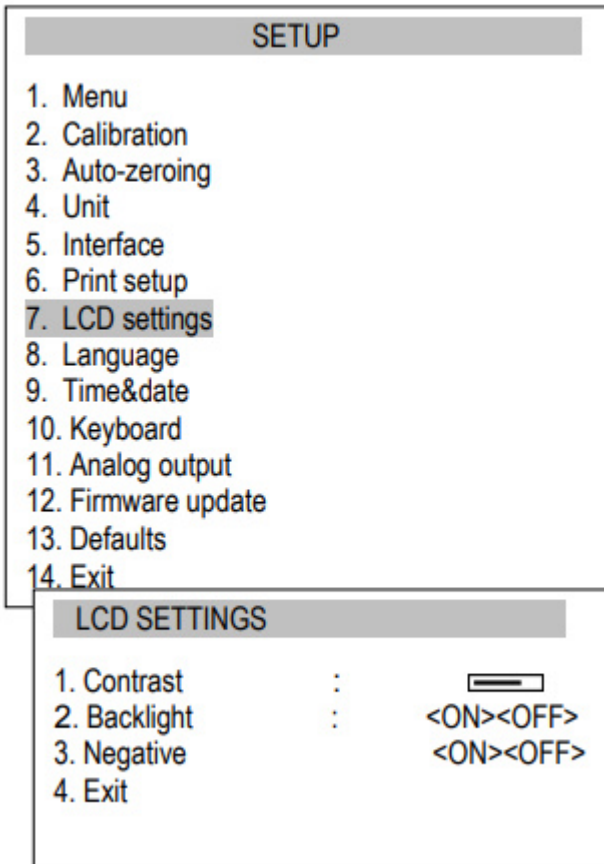 SETUP
1. Menu
2. Calibration
3. Auto-zeroing
4. Unit
5. Interface
6. Print setup
7. LCD settings
8. Language
9. Time&date
10. Keyboard
11. Analog output
12. Firmware update
13. Defaults
14. Exit
LCD SETTINGS
1. Contrast :
2. Backlight : <ON><OFF>
3. Negative <ON><OFF>
4. Exit